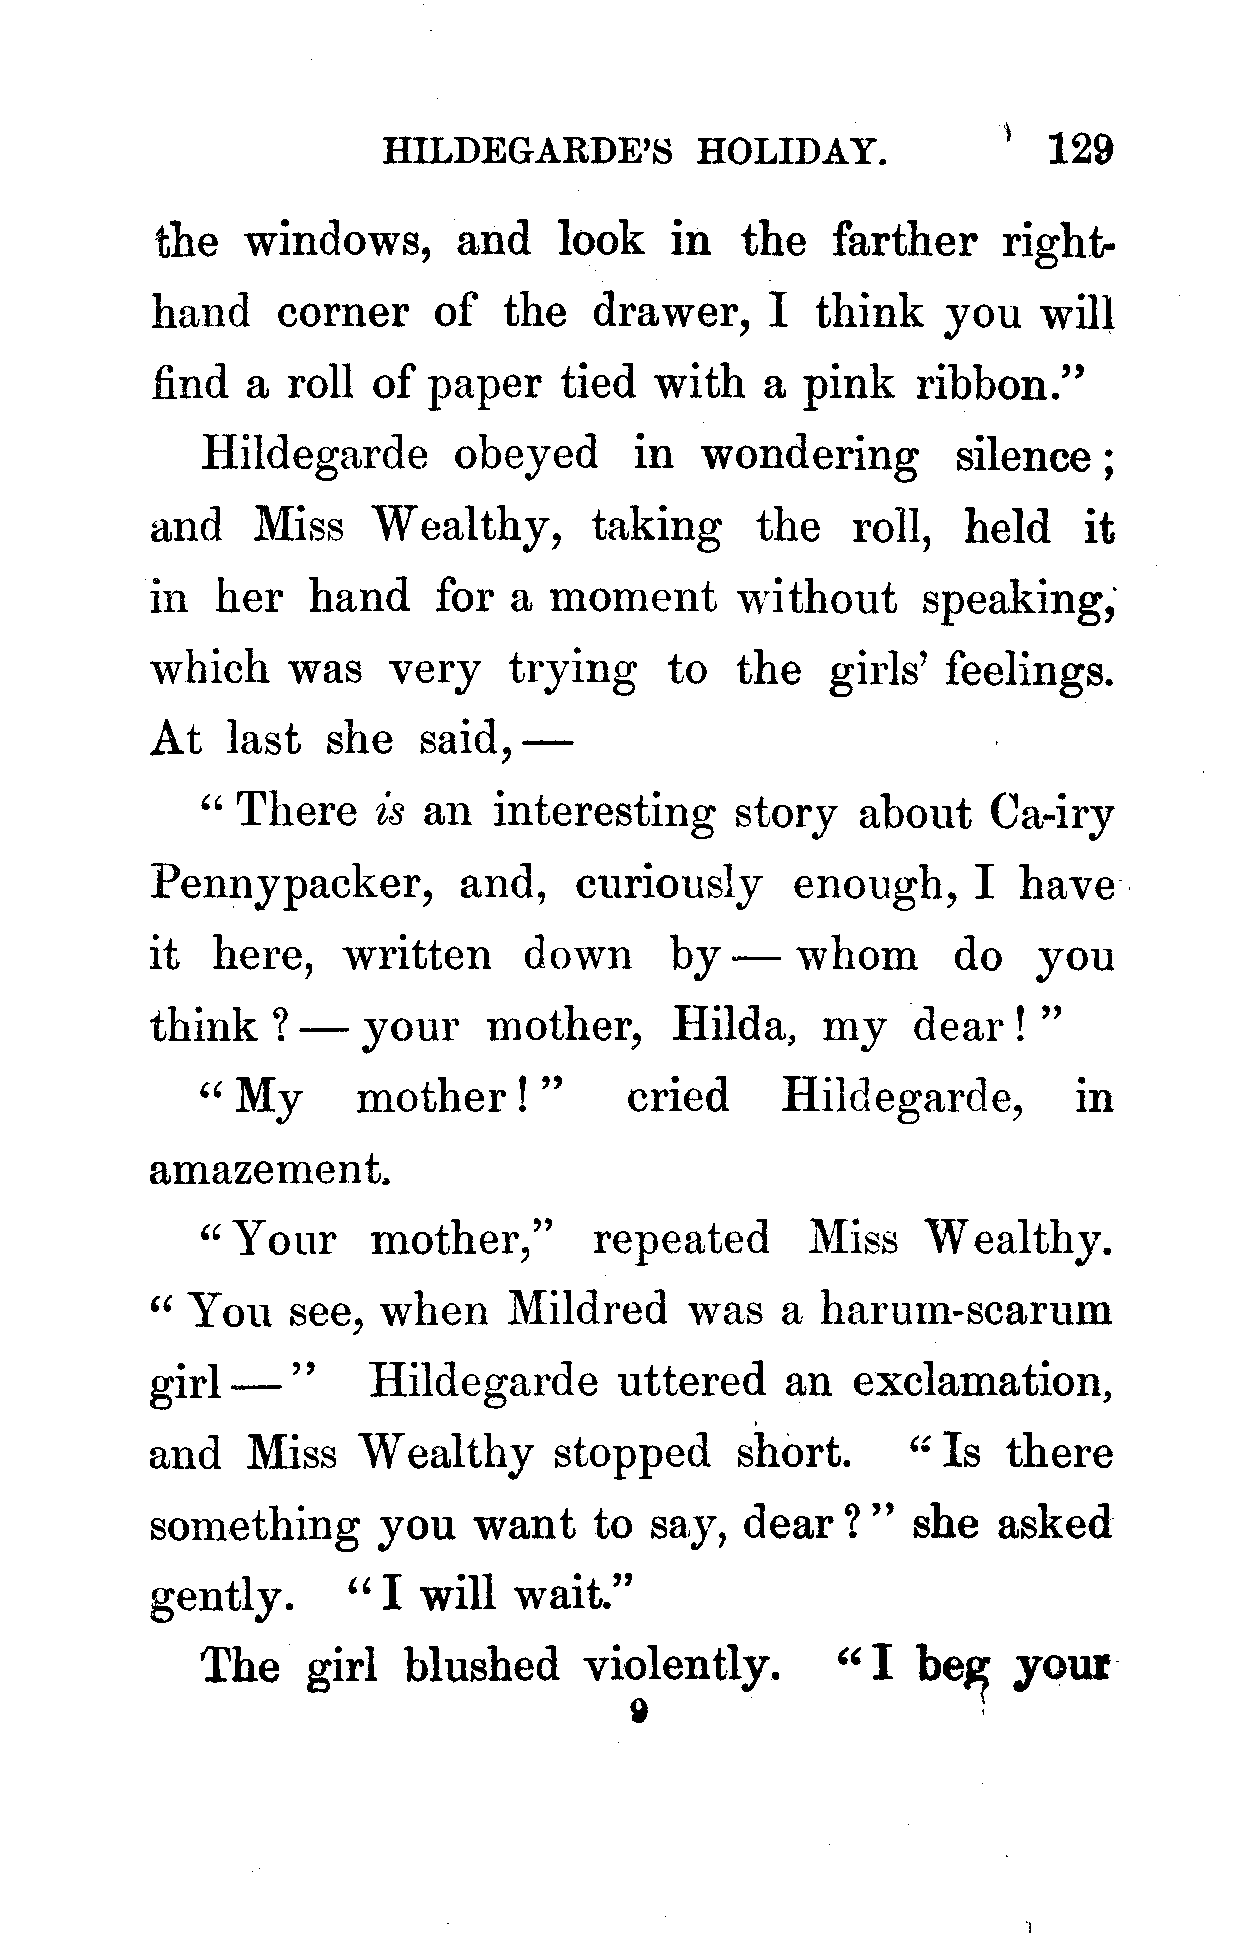 HILDEGARDE'S HOLIDAY. 129
the windows, and look in the farther right-
hand corner of the drawer, I think you will
find a roll of paper tied with a pink ribbon."
Hildegarde obeyed in wondering silence;
and Miss Wealthy, taking the roll, held it
in her hand for a moment without speaking,
which was very trying to the girls' feelings.
At last she said,—
"There is an interesting story about Ca-iry
Pennypacker, and, curiously enough, I have
it here, written down by — whom do you
think? — your mother, Hilda, my dear!"
"My mother!" cried Hildegarde, in
amazement.
"Your mother," repeated Miss Wealthy.
"You see, when Mildred was a harum-scarum
girl —" Hildegarde uttered an exclamation,
and Miss Wealthy stopped short. "Is there
something you want to say, dear?" she asked
gently. "I will wait."
The girl blushed violently. "I beg your
9